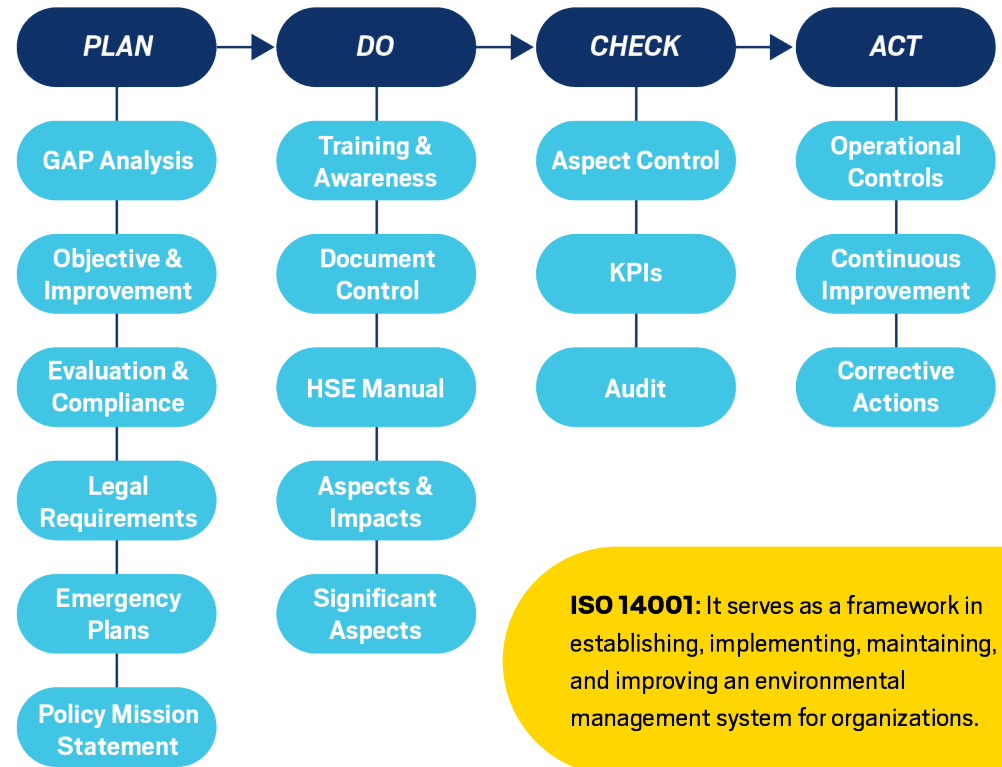 PLAN
DO
CHECK
ACT
GAP Analysis
Objective &
Improvement
Evaluation &
Compliance
Legal
Requirements
Emergency
Plans
Policy Mission
Statement
Training &
Awareness
Document
Control
HSE Manual
Aspects &
Impacts
Significant
Aspects
Aspect Control
KPIs
Audit
Operational
Controls
Continuous
Improvement
Corrective
Actions
ISO 14001: It serves as a framework in
establishing, implementing, maintaining,
and improving an environmental
management system for organizations.